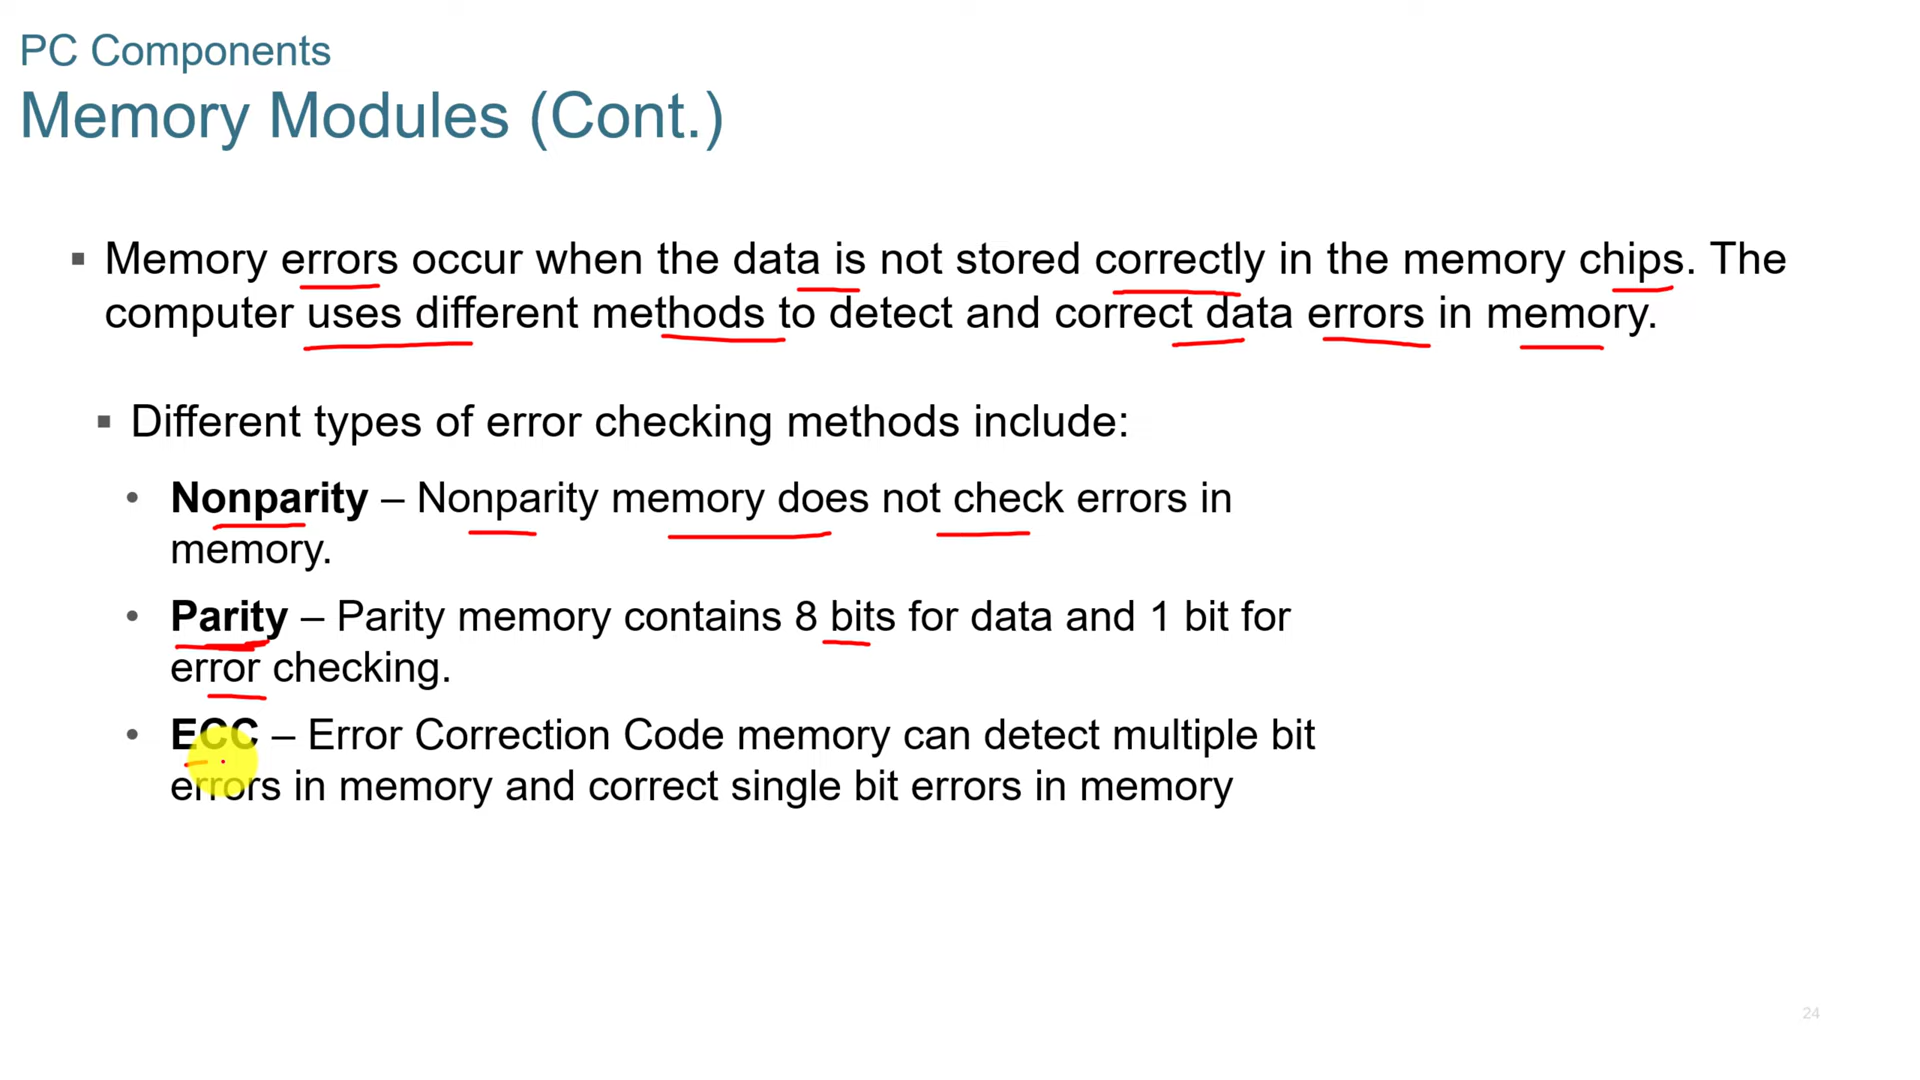 PC Components
Memory Modules (Cont.)
▪ Memory errors occur when the data is not stored correctly in the memory chips. The
computer uses different methods to detect and correct data errors in memory.
▪ Different types of error checking methods include:
• Nonparity – Nonparity memory does not check errors in
memory.
• Parity – Parity memory contains 8 bits for data and 1 bit for
error checking.
• ECC – Error Correction Code memory can detect multiple bit
errors in memory and correct single bit errors in memory
24